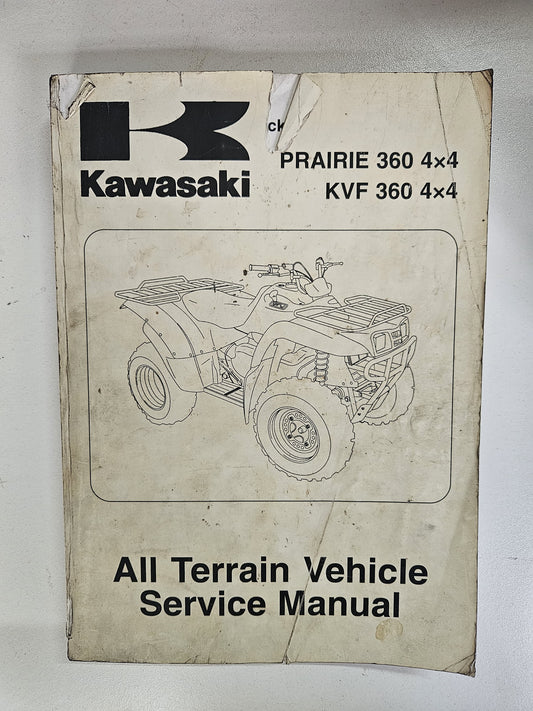 Kawasaki
PRAIRIE 360 4×4
KVF 360 4×4
All Terrain Vehicle
Service Manual